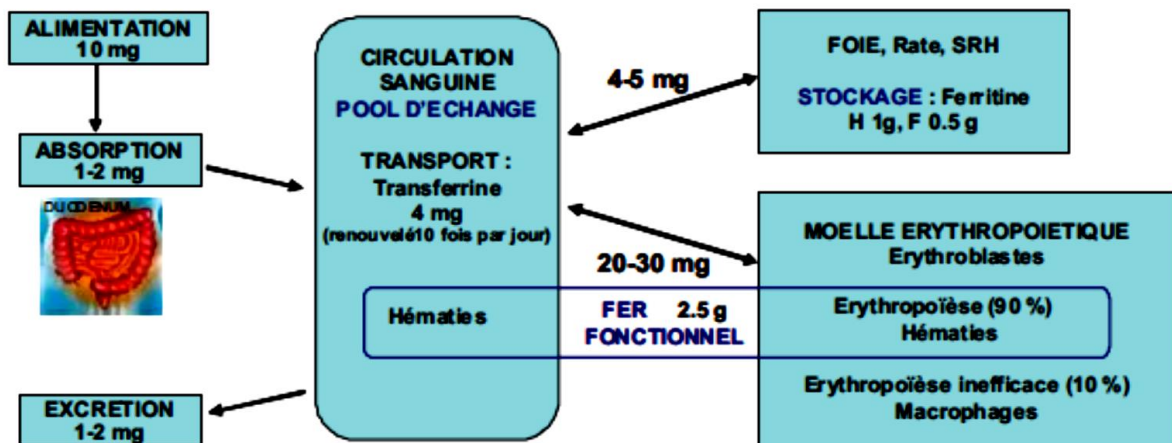 ALIMENTATION
10 mg
ABSORPTION
1-2 mg
DUODENUM
EXCRETION
1-2 mg
CIRCULATION
SANGUINE
POOL D'ECHANGE
TRANSPORT :
Transferrine
4 mg
(renouvelé10 fois par jour)
Hématies
4-5 mg
20-30 mg
FER 2.5 g
FONCTIONNEL
FOIE, Rate, SRH
STOCKAGE : Ferritine
H 1g, F 0.5 g
MOELLE ERYTHROPOIETIQUE
Erythroblastes
Erythropoïèse (90 %)
Hématies
Erythropoïèse inefficace (10 %)
Macrophages